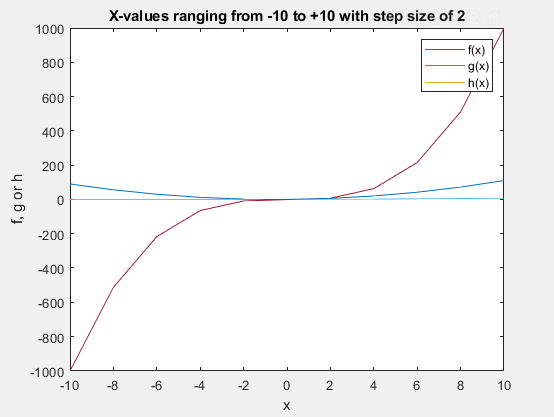 X-values ranging from -10 to +10 with step size of 2
f(x)
g(x)
h(x)
1000
800
600
400
200
0
-200
-400
-600
-800
-1000
f, g or h
-10 -8 -6 -4 -2 0 2 4 6 8 10
x